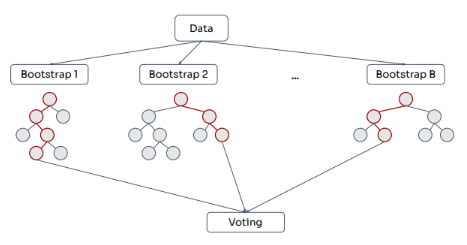 Data
Bootstrap 1
Bootstrap 2
...
Bootstrap B
Voting